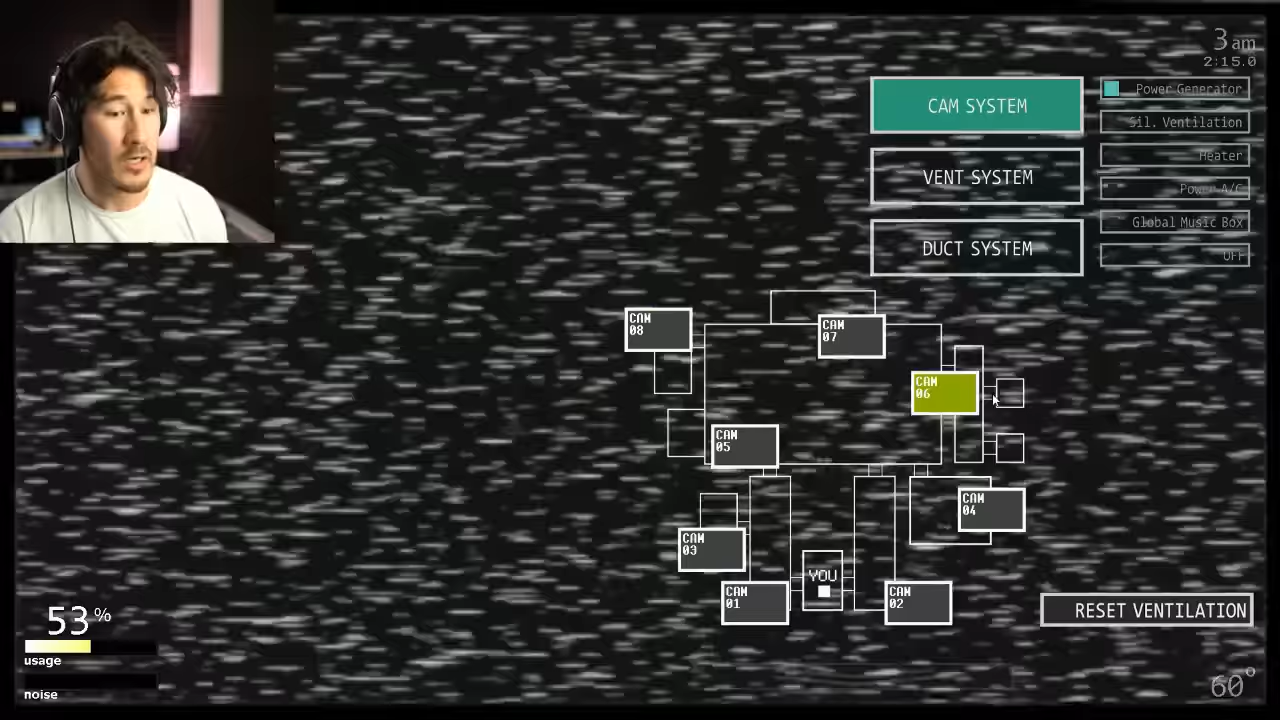 3 am
2:15.0
CAM SYSTEM
VENT SYSTEM
DUCT SYSTEM
Power Generator
Sil. Ventilation
Heater
Power A/C
Global Music Box
OFF
CAM
08
CAM
07
CAM
06
CAM
05
CAM
04
CAM
03
YOU
CAM
01
CAM
02
RESET VENTILATION
53%
usage
noise
60°